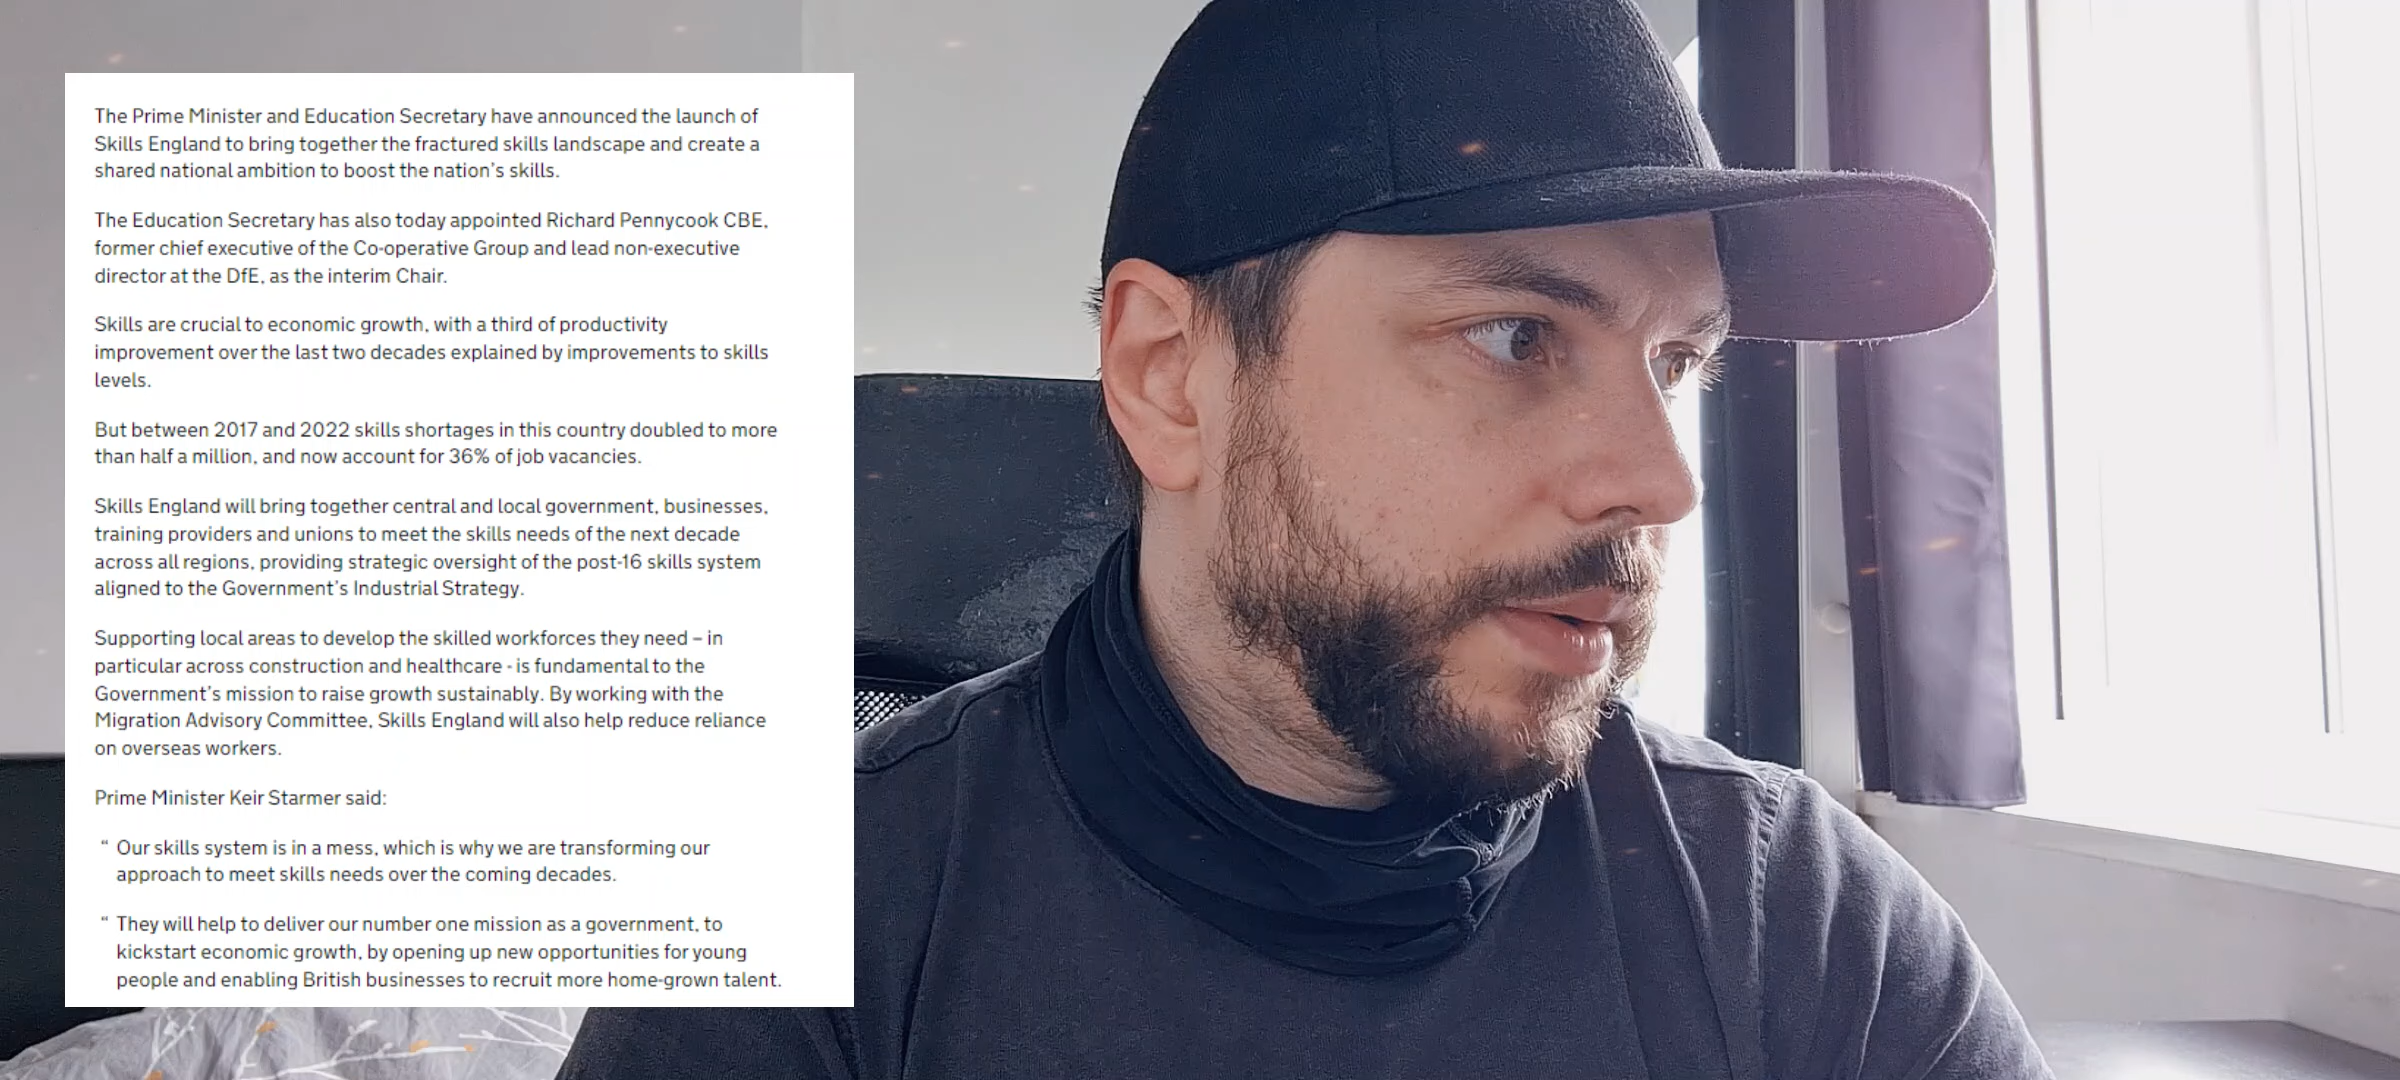 The Prime Minister and Education Secretary have announced the launch of
Skills England to bring together the fractured skills landscape and create a
shared national ambition to boost the nation's skills.
The Education Secretary has also today appointed Richard Pennycook CBE,
former chief executive of the Co-operative Group and lead non-executive
director at the DfE, as the interim Chair.
Skills are crucial to economic growth, with a third of productivity
improvement over the last two decades explained by improvements to skills
levels.
But between 2017 and 2022 skills shortages in this country doubled to more
than half a million, and now account for 36% of job vacancies.
Skills England will bring together central and local government, businesses,
training providers and unions to meet the skills needs of the next decade
across all regions, providing strategic oversight of the post-16 skills system
aligned to the Government's Industrial Strategy.
Supporting local areas to develop the skilled workforces they need – in
particular across construction and healthcare - is fundamental to the
Government's mission to raise growth sustainably. By working with the
Migration Advisory Committee, Skills England will also help reduce reliance
on overseas workers.
Prime Minister Keir Starmer said:
“ Our skills system is in a mess, which is why we are transforming our
approach to meet skills needs over the coming decades.
“ They will help to deliver our number one mission as a government, to
kickstart economic growth, by opening up new opportunities for young
people and enabling British businesses to recruit more home-grown talent.